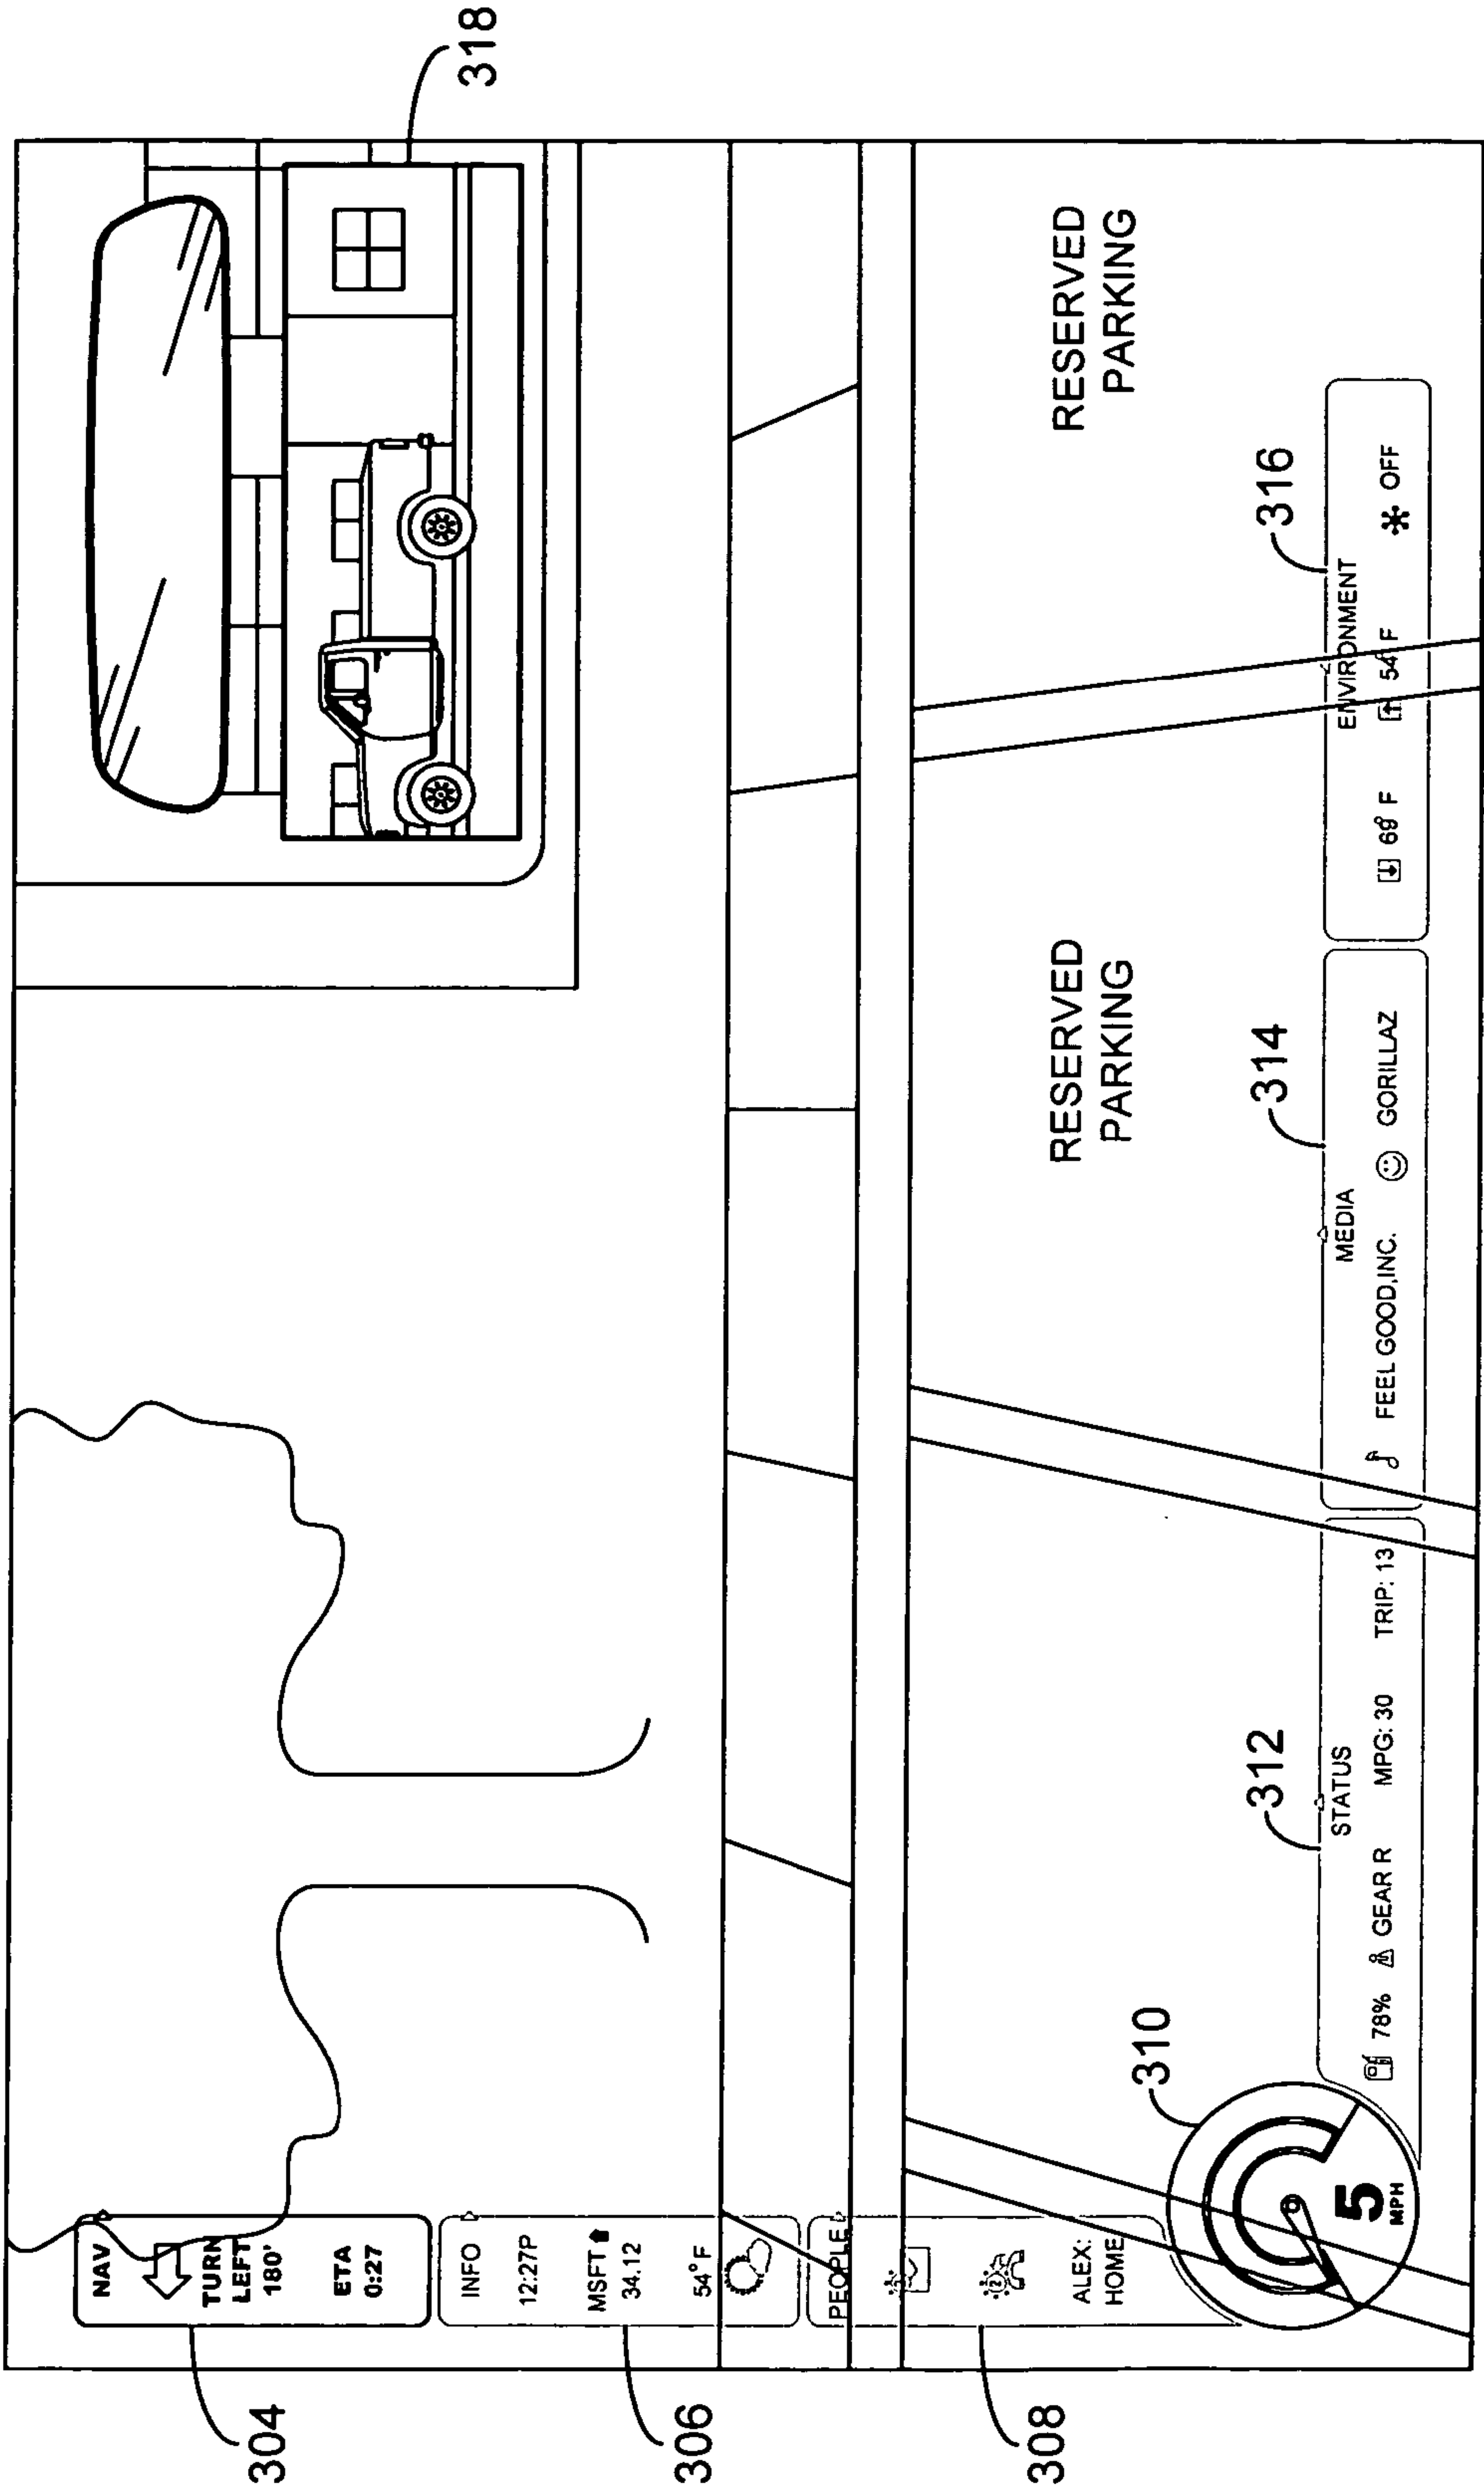 318
304
NAV
TURN
LEFT
180'
ETA
0:27
306
INFO
12:27P
MSFT
34.12
54° F
308
PEOPLE
2
ALEX:
HOME
RESERVED
PARKING
RESERVED
PARKING
310
5
MPH
312
STATUS
78% GEAR R MPG: 30 TRIP: 13
314
MEDIA
FEEL GOOD,INC. GORILLAZ
316
ENVIRONMENT
69° F 54° F OFF